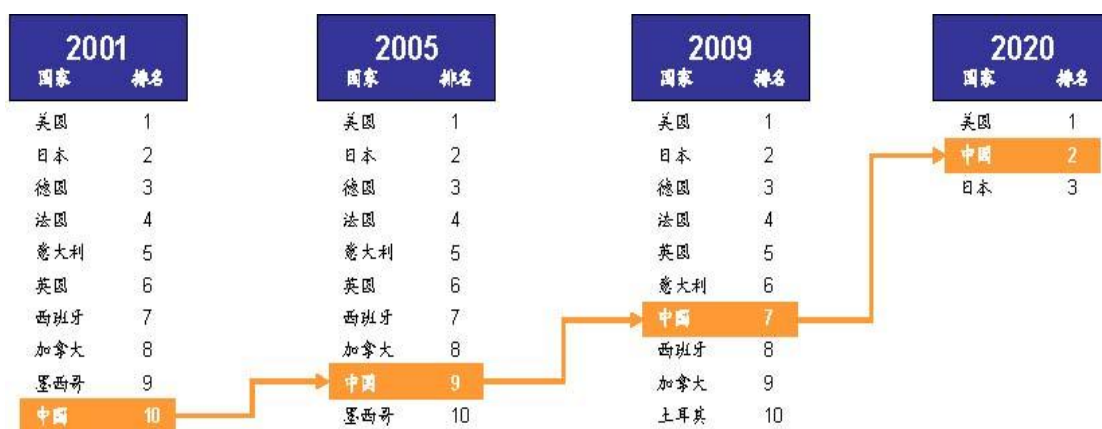 2001
国家 排名
美国 1
日本 2
德国 3
法国 4
意大利 5
英国 6
西班牙 7
加拿大 8
墨西哥 9
中国 10
2005
国家 排名
美国 1
日本 2
德国 3
法国 4
意大利 5
英国 6
西班牙 7
加拿大 8
中国 9
墨西哥 10
2009
国家 排名
美国 1
日本 2
德国 3
法国 4
英国 5
意大利 6
中国 7
西班牙 8
加拿大 9
土耳其 10
2020
国家 排名
美国 1
中国 2
日本 3